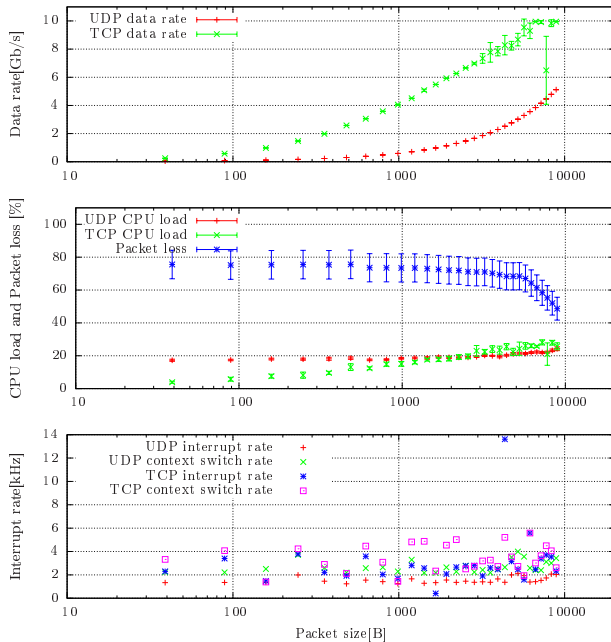 Data rate[Gb/s]
10
8
6
4
2
0
UDP data rate
TCP data rate
10
100
1000
10000
CPU load and Packet loss [%]
100
80
60
40
20
0
UDP CPU load
TCP CPU load
Packet loss
10
100
1000
10000
Interrupt rate[kHz]
14
12
10
8
6
4
2
0
UDP interrupt rate
UDP context switch rate
TCP interrupt rate
TCP context switch rate
10
100
1000
10000
Packet size[B]